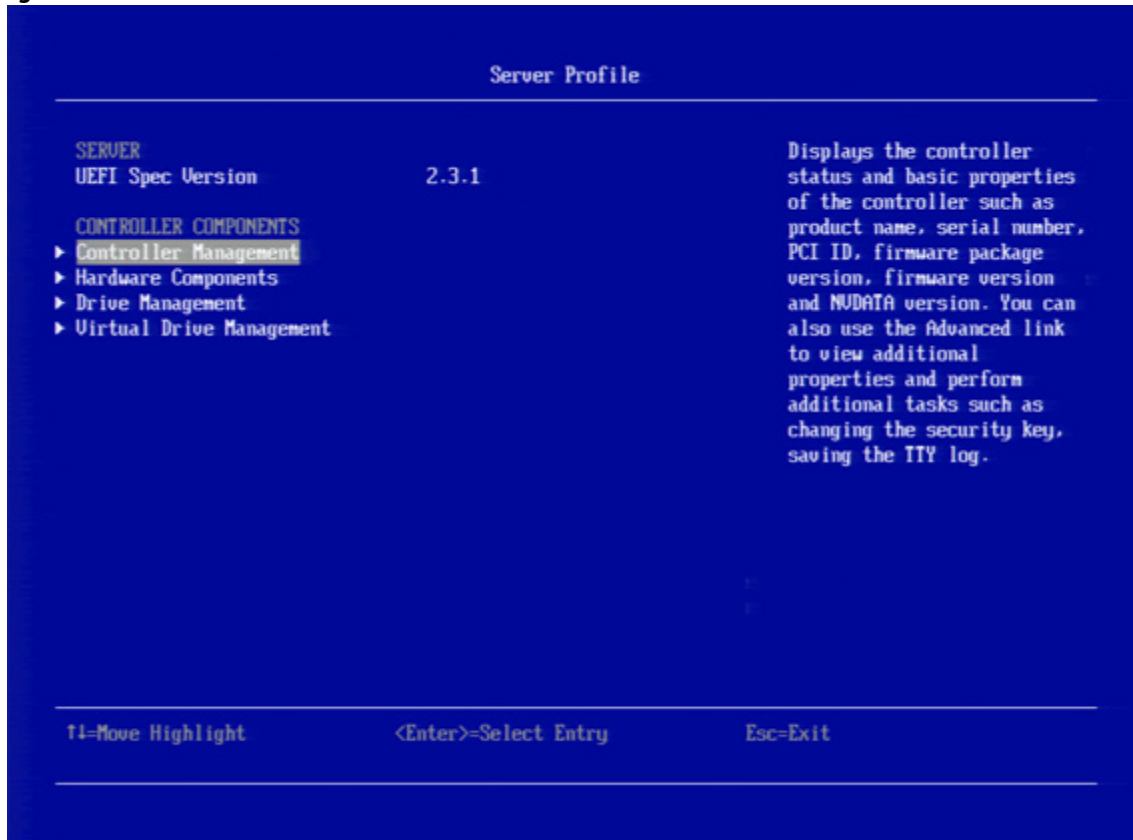 Server Profile
SERVER
UEFI Spec Version 2.3.1
CONTROLLER COMPONENTS
▶ Controller Management
▶ Hardware Components
▶ Drive Management
▶ Virtual Drive Management
Displays the controller
status and basic properties
of the controller such as
product name, serial number,
PCI ID, firmware package
version, firmware version
and NVDATA version. You can
also use the Advanced link
to view additional
properties and perform
additional tasks such as
changing the security key,
saving the TTY log.
↑↓=Move Highlight <Enter>=Select Entry Esc=Exit